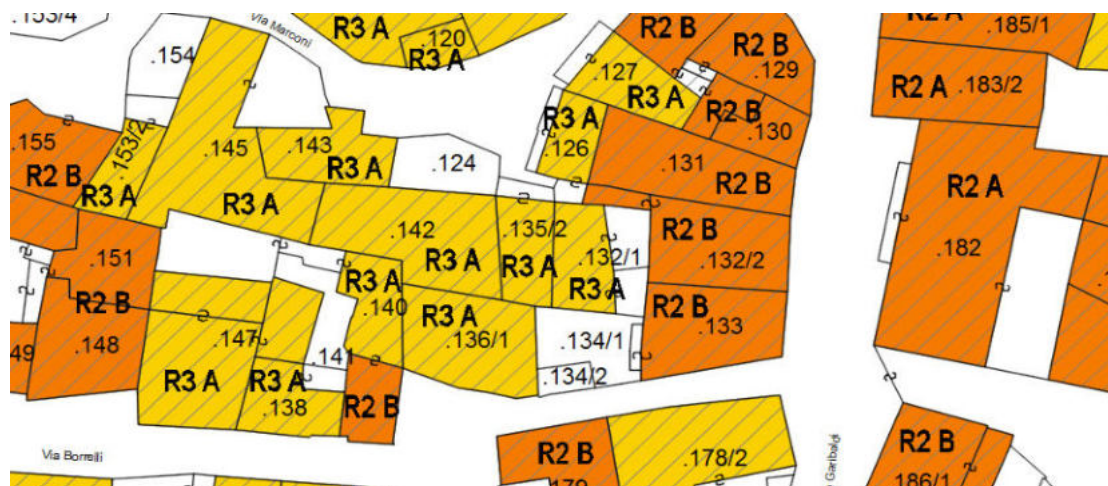 .153/4
Via Marconi
R3 A
.120
R3 A
R2 B
R2 B
.129
R2 A
.185/1
.154
.127
R3 A
R2 A
.183/2
.155
R2 B
.153/2
R3 A
.145
R3 A
.143
R3 A
.124
R3 A
.126
R2 B
.130
.131
R2 B
R2 A
.182
.142
R3 A
.135/2
R3 A
.132/1
R3 A
R2 B
.132/2
.151
R2 B
.148
R3 A
.140
R3 A
.136/1
.134/1
.134/2
.133
.147
R3 A
.141
R3 A
.138
R2 B
Via Borrelli
R2 B
.178/2
Garibaldi
R2 B
186/1